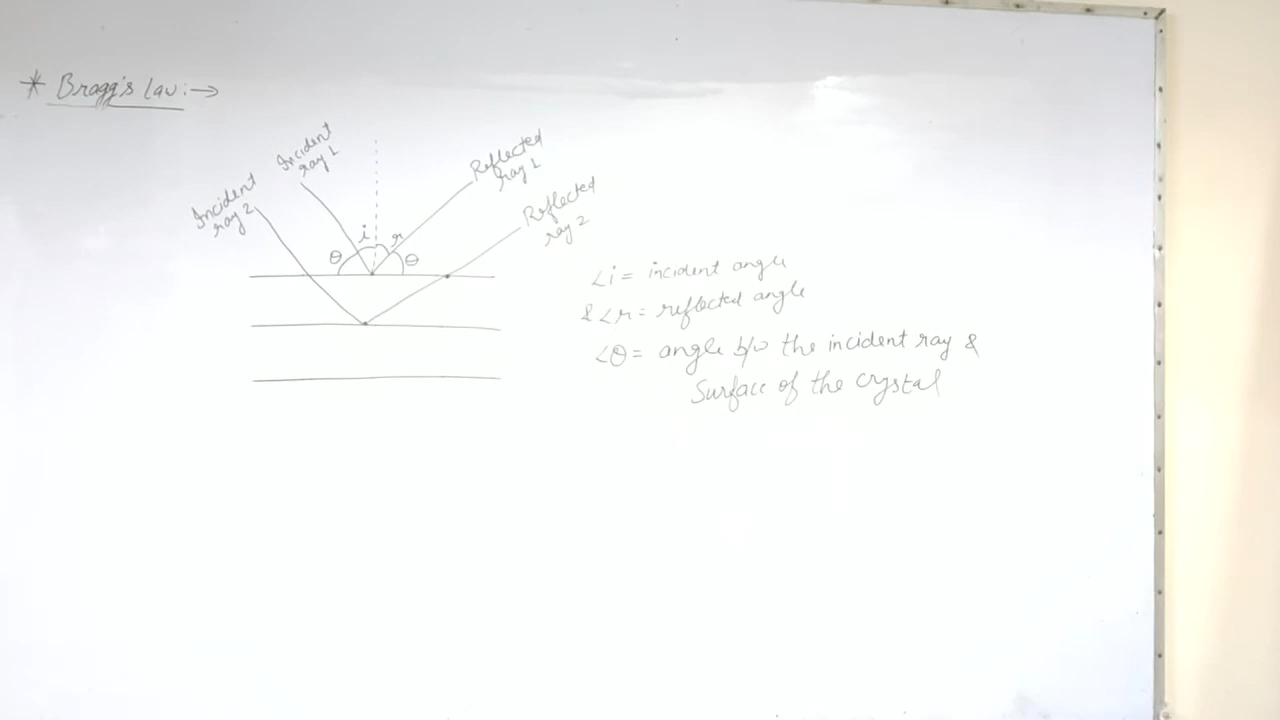 * Bragg's Law:→
Incident
ray 1
Incident
ray 2
Reflected
ray 1
Reflected
ray 2
θ i r θ
∠i = incident angle
& ∠r = reflected angle
∠θ = angle b/w the incident ray &
Surface of the crystal